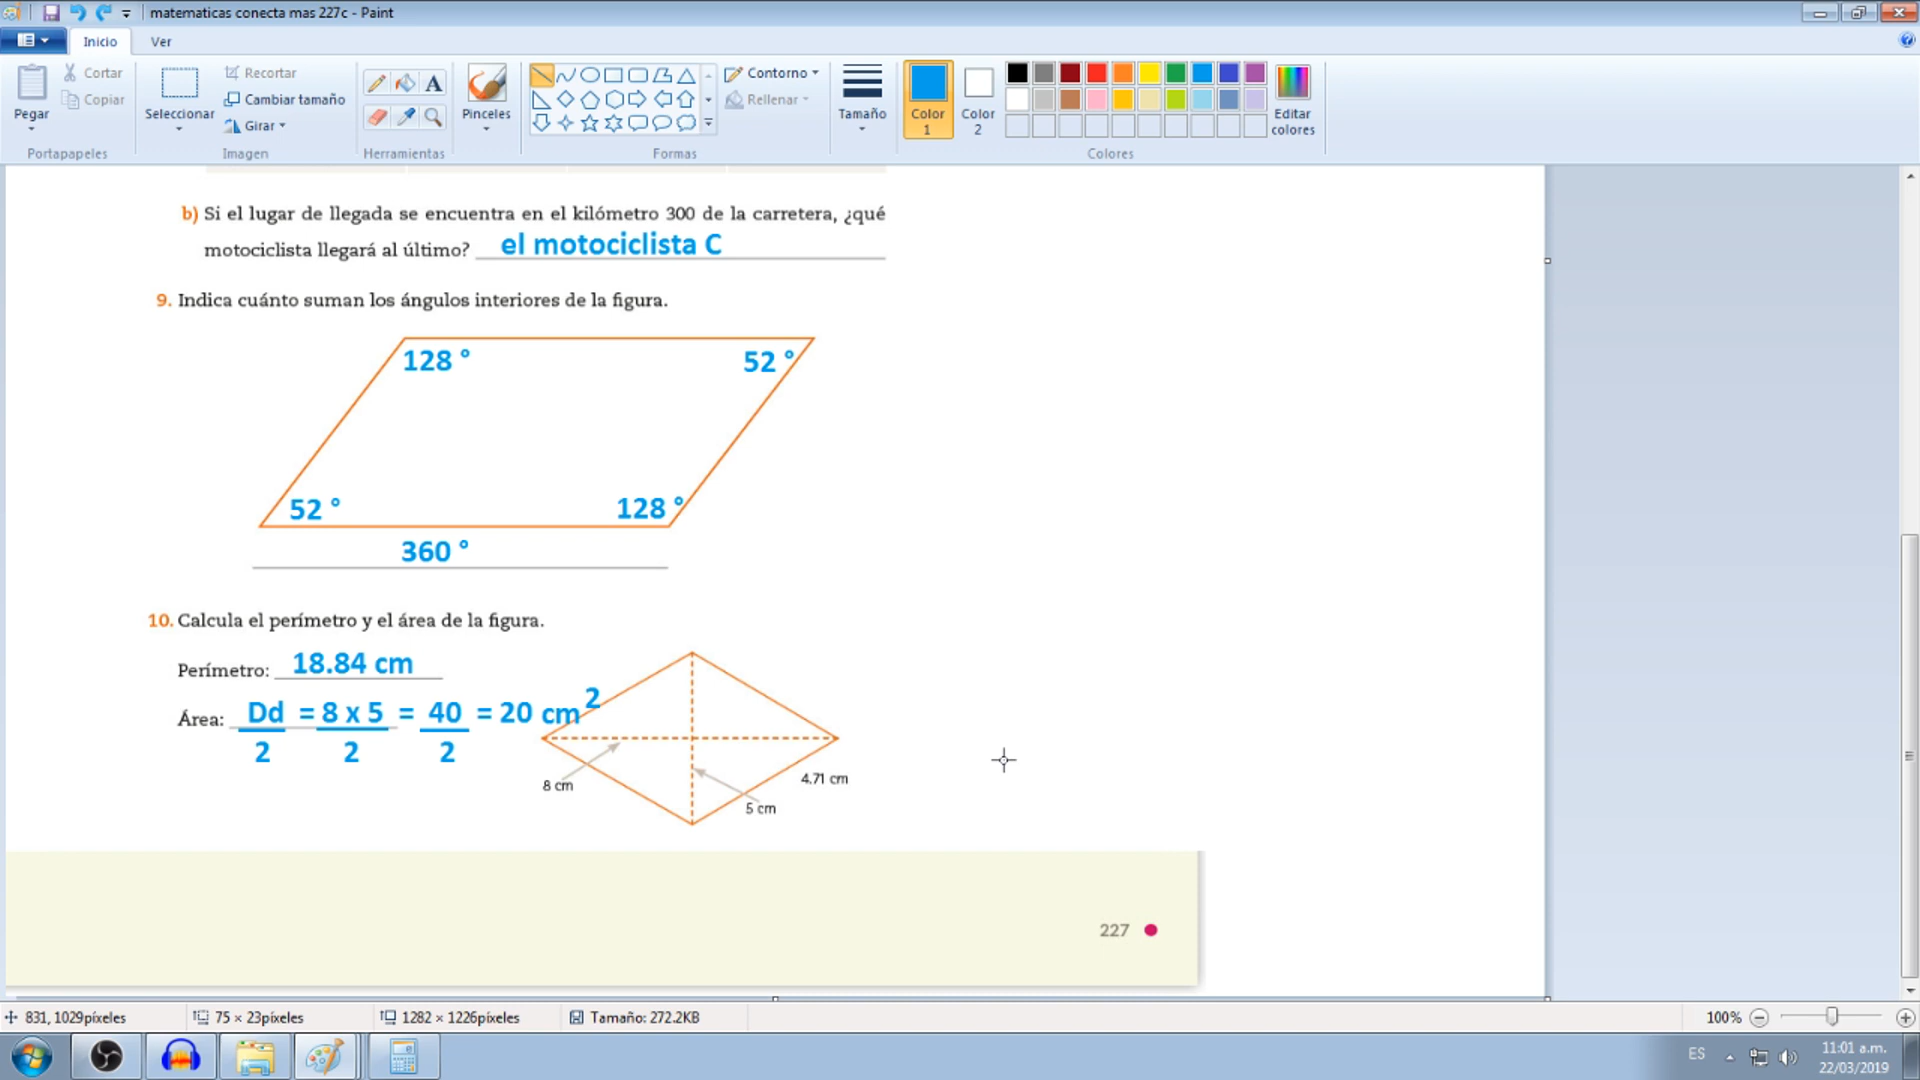 matematicas conecta mas 227c - Paint
Inicio
Ver
Pegar
Cortar
Copiar
Portapapeles
Seleccionar
Recortar
Cambiar tamaño
Girar
Imagen
A
Herramientas
Pinceles
Formas
Contorno
Rellenar
Tamaño
Color 1
Color 2
Editar colores
Colores
b) Si el lugar de llegada se encuentra en el kilómetro 300 de la carretera, ¿qué
motociclista llegará al último? el motociclista C
9. Indica cuánto suman los ángulos interiores de la figura.
128 °
52 °
52 °
128 °
360 °
10. Calcula el perímetro y el área de la figura.
Perímetro: 18.84 cm
Área: Dd = 8 x 5 = 40 = 20 cm 2
2 2 2
8 cm
4.71 cm
5 cm
227
831, 1029píxeles
75 × 23píxeles
1282 × 1226píxeles
Tamaño: 272.2KB
100%
ES
11:01 a.m.
22/03/2019